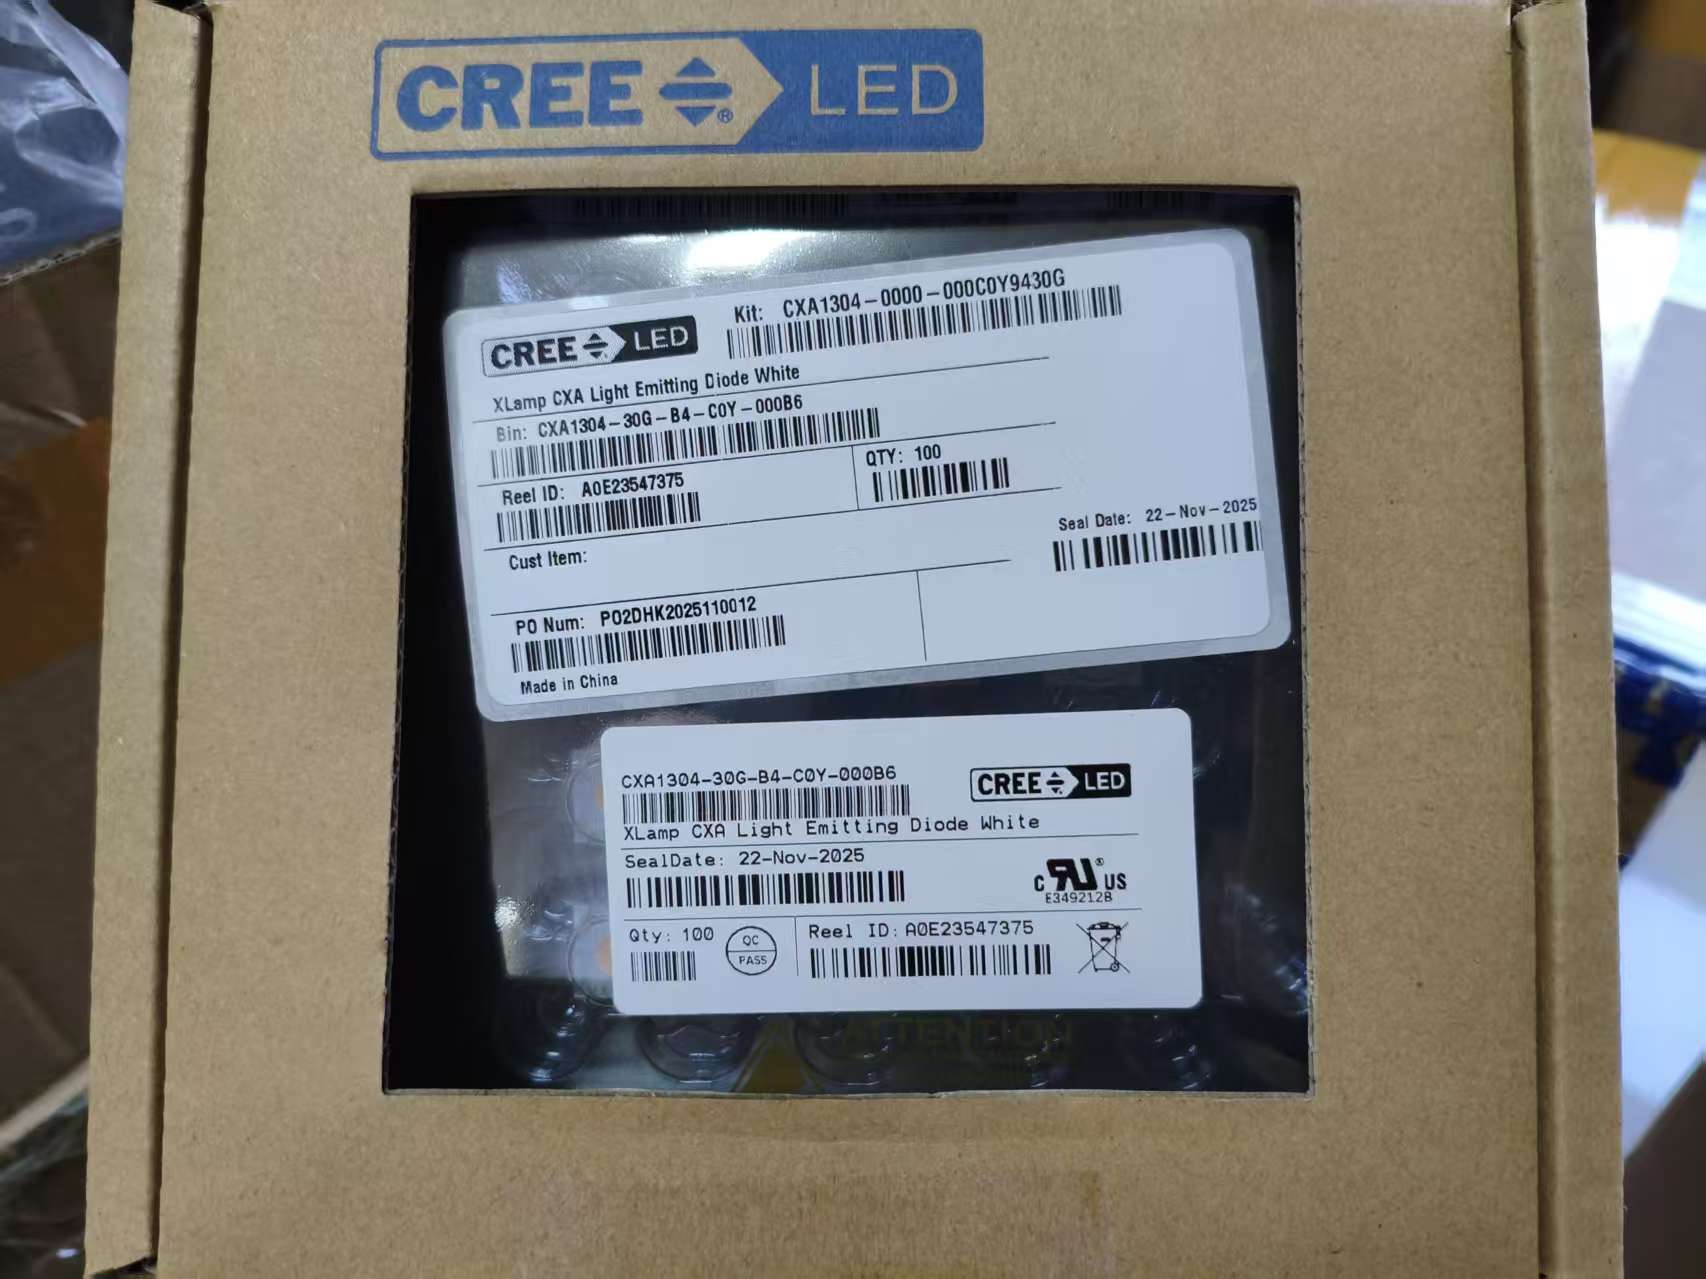 CREE® LED
CREE LED
Kit: CXA1304-0000-000C0Y9430G
XLamp CXA Light Emitting Diode White
Bin: CXA1304-30G-B4-C0Y-000B6
Reel ID: A0E23547375
QTY: 100
Cust Item:
Seal Date: 22-Nov-2025
PO Num: PO2DHK2025110012
Made in China
CXA1304-30G-B4-C0Y-000B6
CREE LED
XLamp CXA Light Emitting Diode White
SealDate: 22-Nov-2025
c RU® US
E349212B
Qty: 100
QC
PASS
Reel ID: A0E23547375
ATTENTION